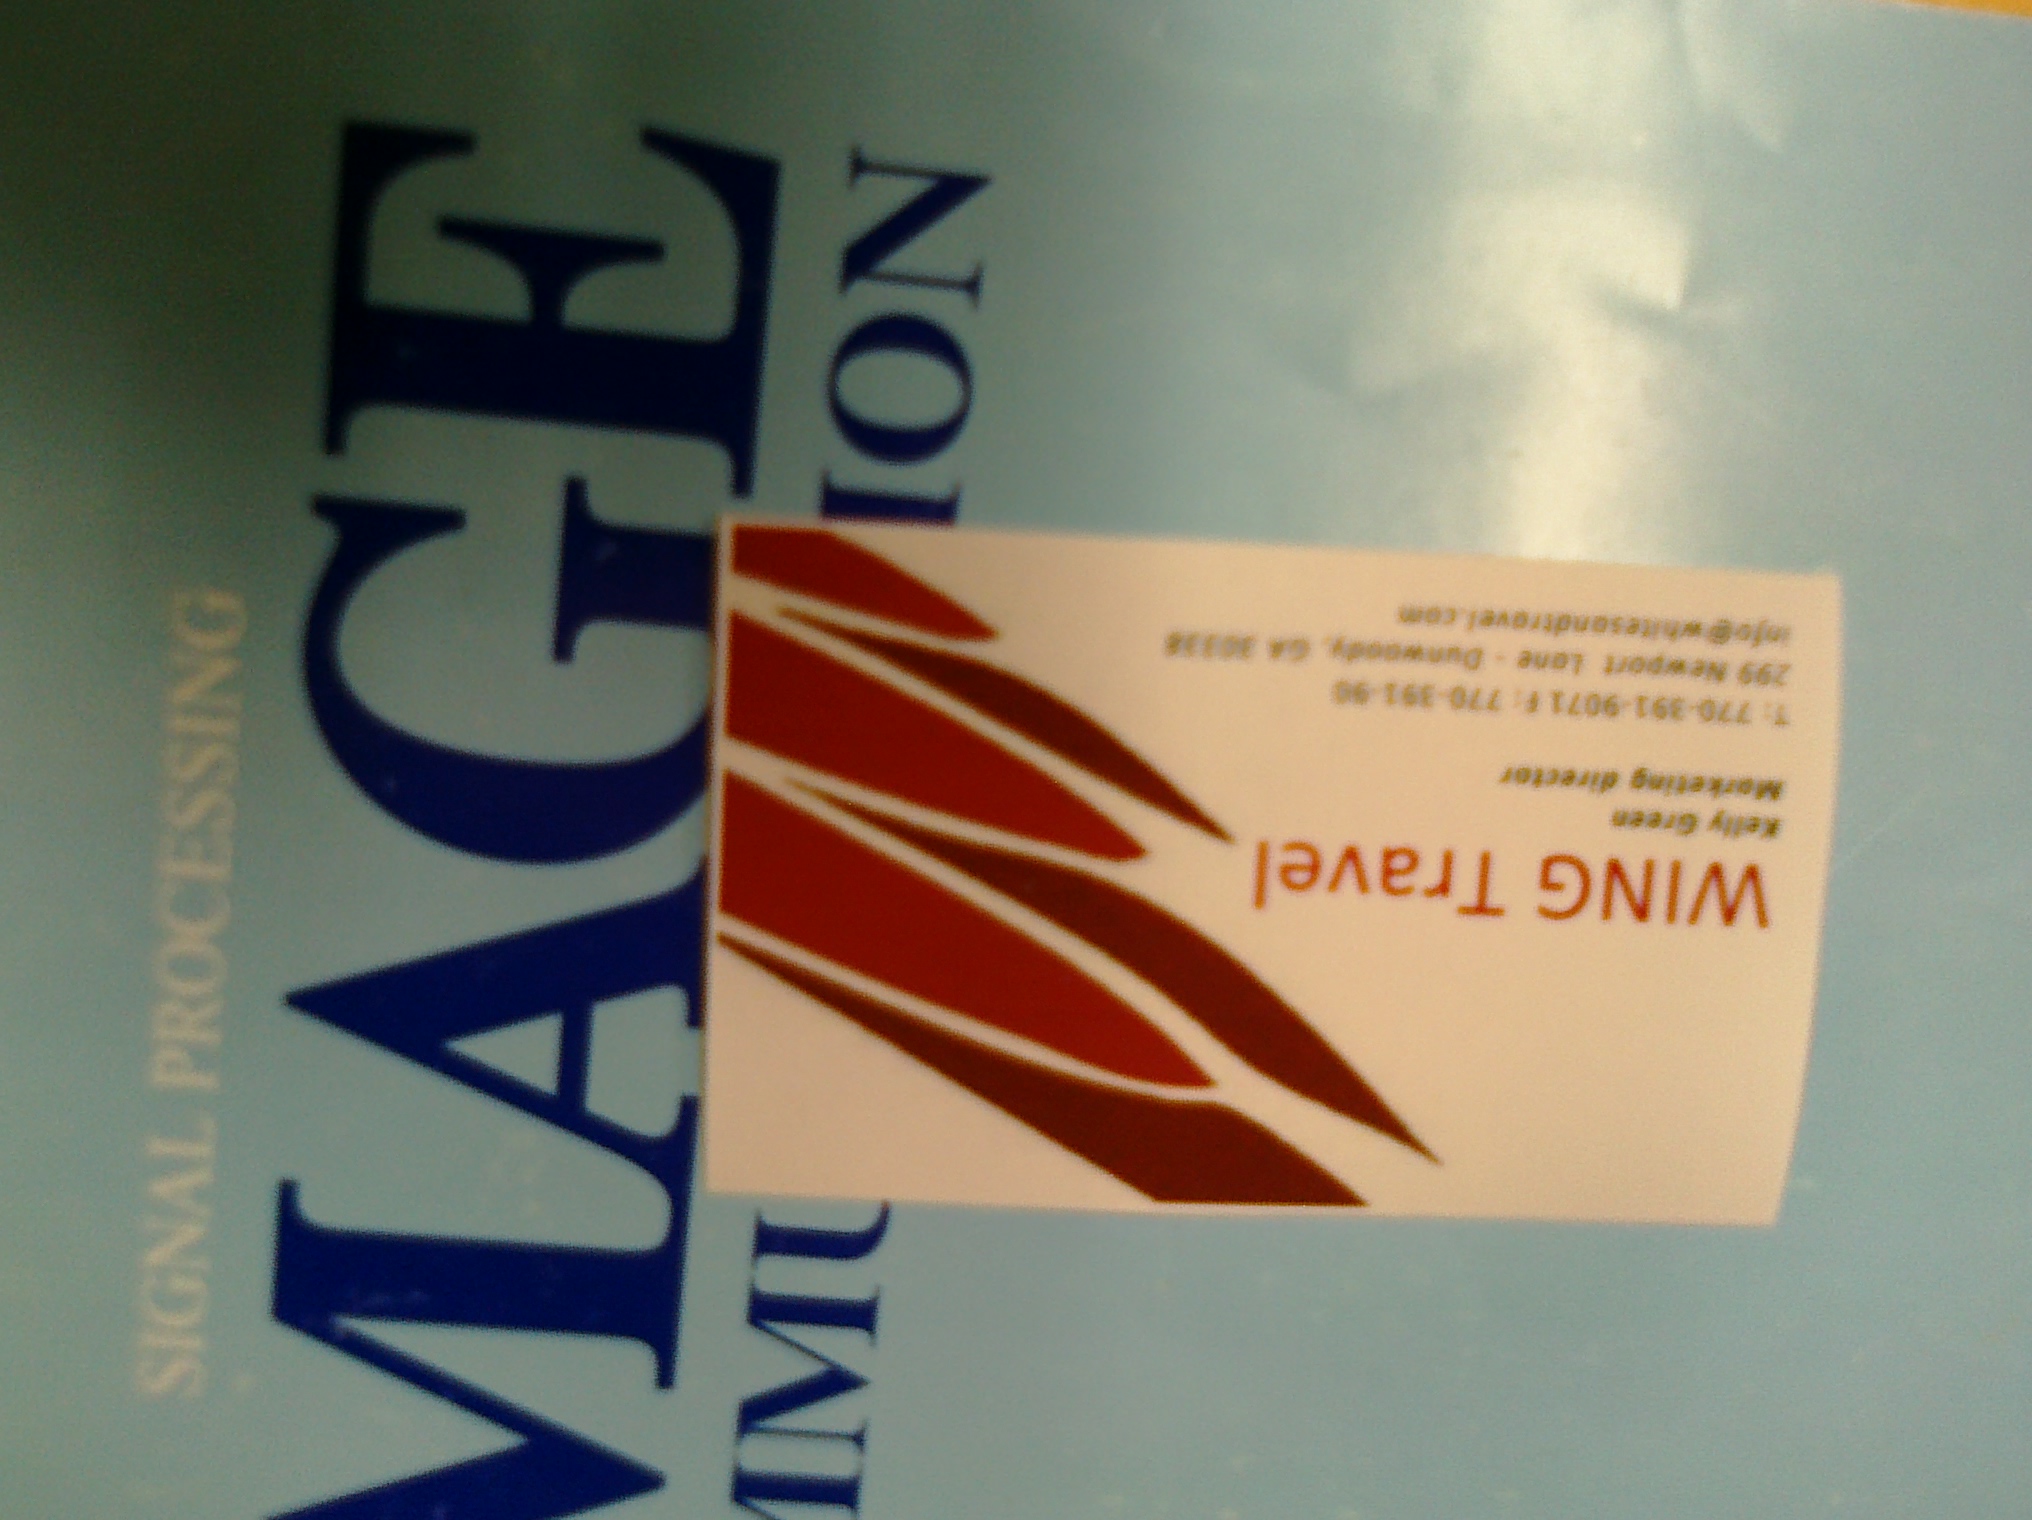 SIGNAL PROCESSING
MAGE
MMU
ION
WING Travel
Kelly Green
Marketing director
T: 770-391-9071 F: 770-391-90
299 Newport Lane - Dunwoody, GA 30338
info@whitesandtravel.com